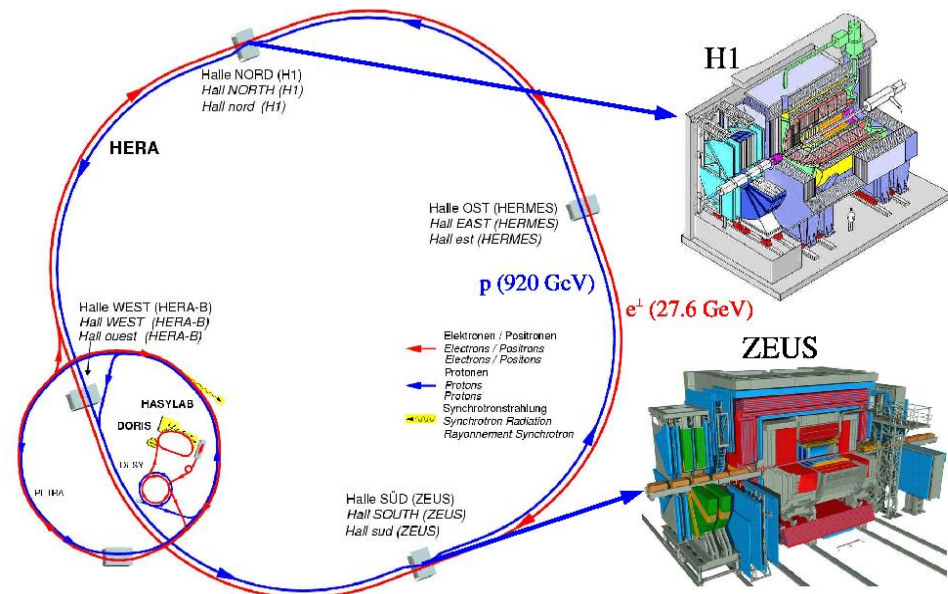 H1
Halle NORD (H1)
Hall NORTH (H1)
Hall nord (H1)
HERA
Halle OST (HERMES)
Hall EAST (HERMES)
Hall est (HERMES)
p (920 GeV)
e± (27.6 GeV)
Halle WEST (HERA-B)
Hall WEST (HERA-B)
Hall ouest (HERA-B)
ZEUS
Elektronen / Positronen
Electrons / Positrons
Electrons / Positons
Protonen
Protons
Protons
Synchrotronstrahlung
Synchrotron Radiation
Rayonnement Synchrotron
HASYLAB
DORIS
DESY
PETRA
Halle SÜD (ZEUS)
Hall SOUTH (ZEUS)
Hall sud (ZEUS)